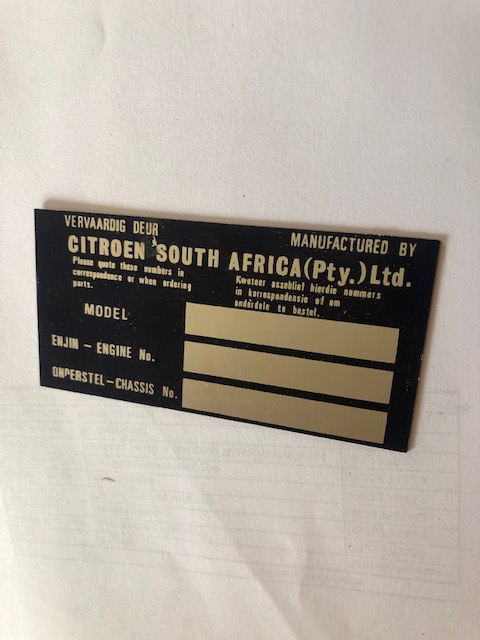 VERVAARDIG DEUR MANUFACTURED BY
CITROEN SOUTH AFRICA(Pty.)Ltd.
Please quote these numbers in
correspondence or when ordering
parts.
Kwoteer asseblief hierdie nommers
in korrespondensie of om
onderdele te bestel.
MODEL
ENJIN - ENGINE No.
ONDERSTEL-CHASSIS No.